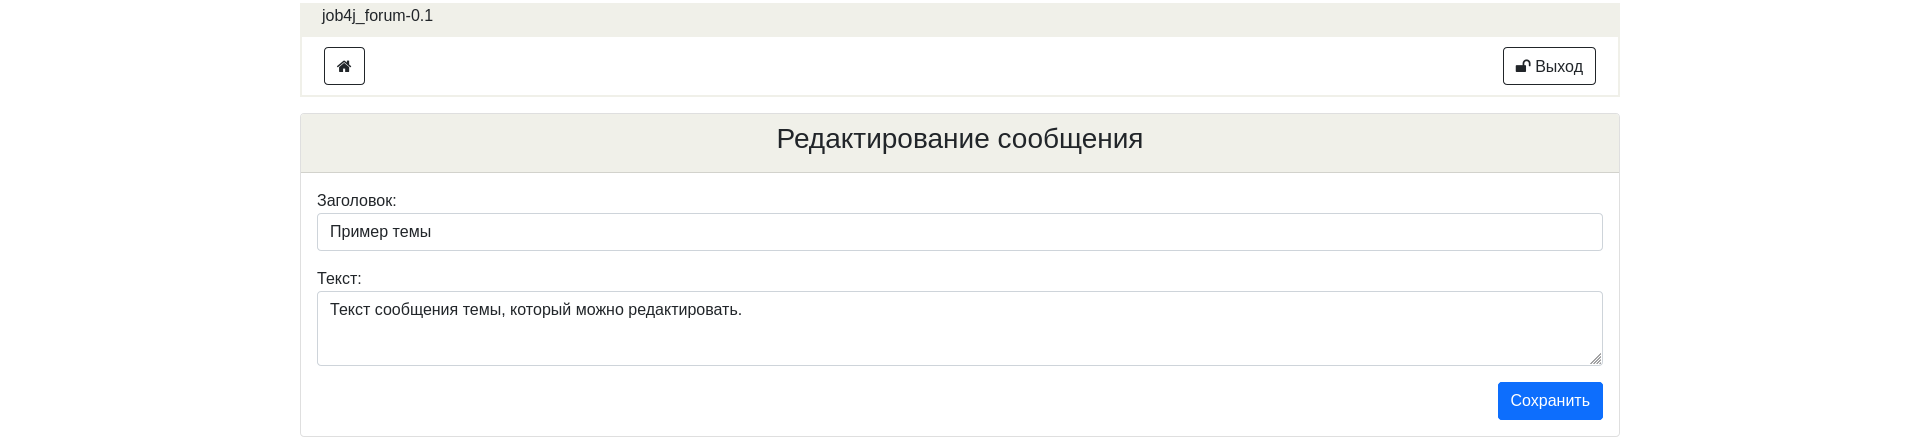 job4j_forum-0.1
Выход
Редактирование сообщения
Заголовок:
Пример темы
Текст:
Текст сообщения темы, который можно редактировать.
Сохранить